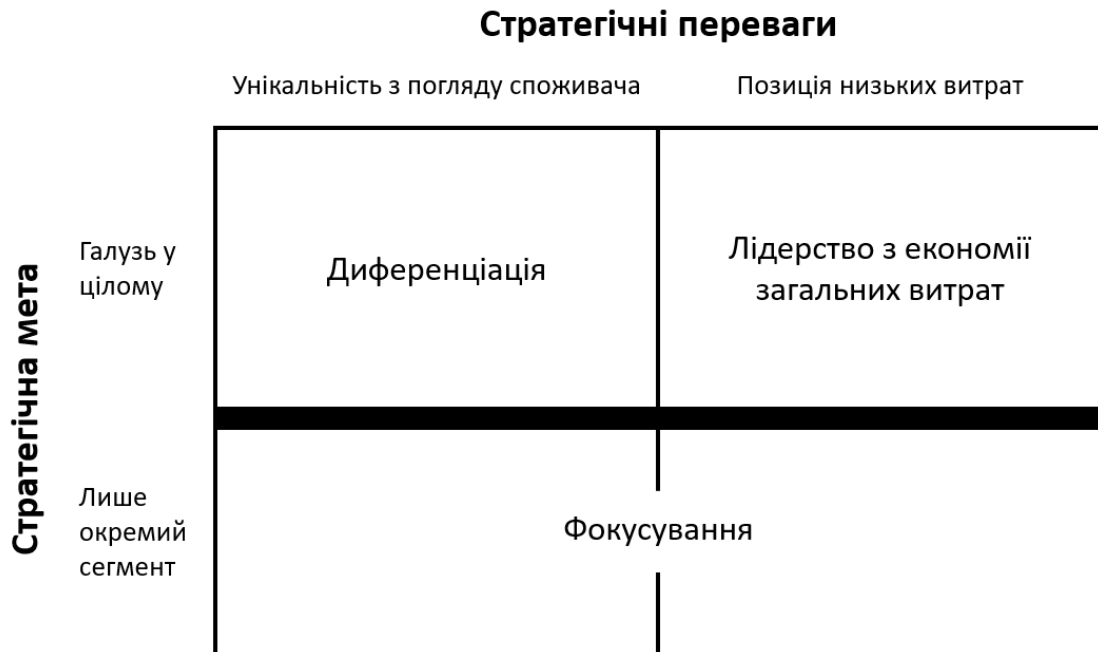 Стратегічні переваги
Унікальність з погляду споживача
Позиція низьких витрат
Стратегічна мета
Галузь у
цілому
Диференціація
Лідерство з економії
загальних витрат
Лише
окремий
сегмент
Фокусування